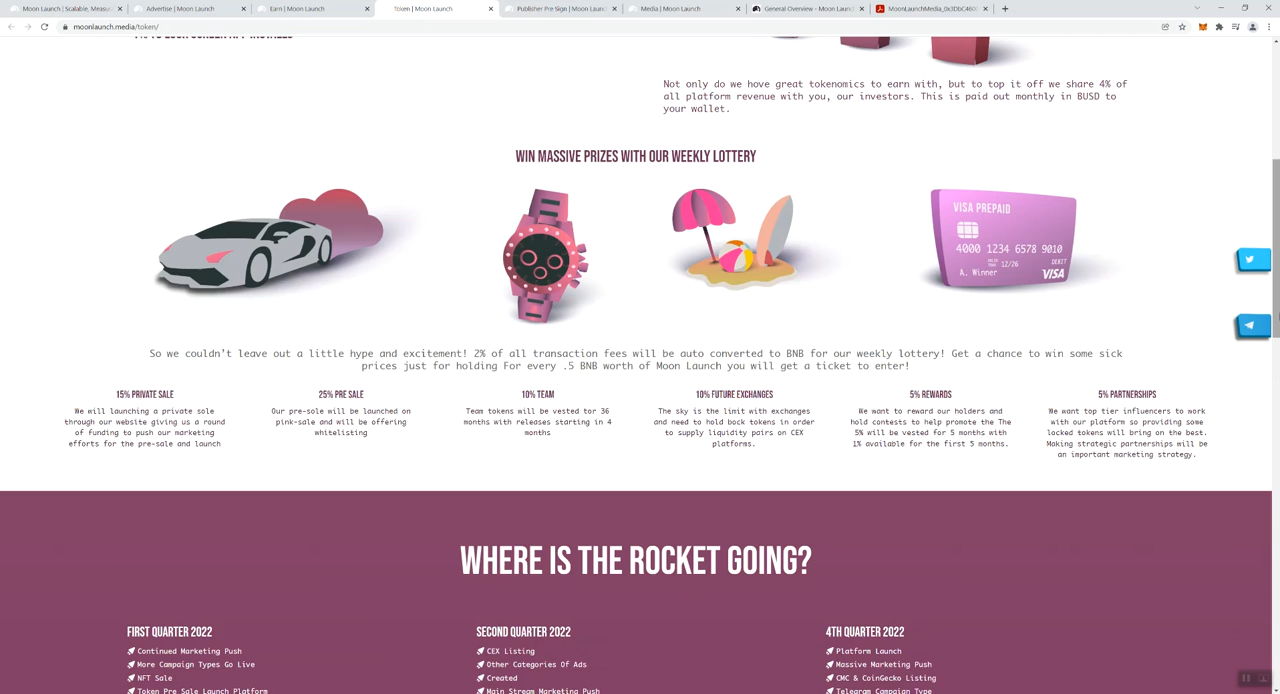 Moon Launch | Scalable, Measu
Advertise | Moon Launch
Earn | Moon Launch
Token | Moon Launch
Publisher Pre Sign | Moon Launc
Media | Moon Launch
General Overview - Moon Launc
MoonLaunchMedia_0x3DbC460
moonlaunch.media/token/
Not only do we hove great tokenomics to earn with, but to top it off we share 4% of
all platform revenue with you, our investors. This is paid out monthly in BUSD to
your wallet.
WIN MASSIVE PRIZES WITH OUR WEEKLY LOTTERY
VISA PREPAID
4000 1234 6578 9010
12/26
DEBIT
A. Winner
VISA
So we couldn't leave out a little hype and excitement! 2% of all transaction fees will be auto converted to BNB for our weekly lottery! Get a chance to win some sick
prices just for holding For every .5 BNB worth of Moon Launch you will get a ticket to enter!
15% PRIVATE SALE
We will launching a private sole
through our website giving us a round
of funding to push our marketing
efforts for the pre-sale and launch
25% PRE SALE
Our pre-sole will be launched on
pink-sale and will be offering
whitelisting
10% TEAM
Team tokens will be vested tor 36
months with releases starting in 4
months
10% FUTURE EXCHANGES
The sky is the limit with exchanges
and need to hold bock tokens in order
to supply liquidity pairs on CEX
platforms.
5% REWARDS
We want to reward our holders and
hold contests to help promote the The
5% will be vested for 5 months with
1% available for the first 5 months.
5% PARTNERSHIPS
We want top tier influencers to work
with our platform so providing some
locked tokens will bring on the best.
Making strategic partnerships will be
an important marketing strategy.
WHERE IS THE ROCKET GOING?
FIRST QUARTER 2022
Continued Marketing Push
More Campaign Types Go Live
NFT Sale
Token Pre Sale Launch Platform
SECOND QUARTER 2022
CEX Listing
Other Categories Of Ads
Created
Main Stream Marketing Push
4TH QUARTER 2022
Platform Launch
Massive Marketing Push
CMC & CoinGecko Listing
Telegram Campaign Type